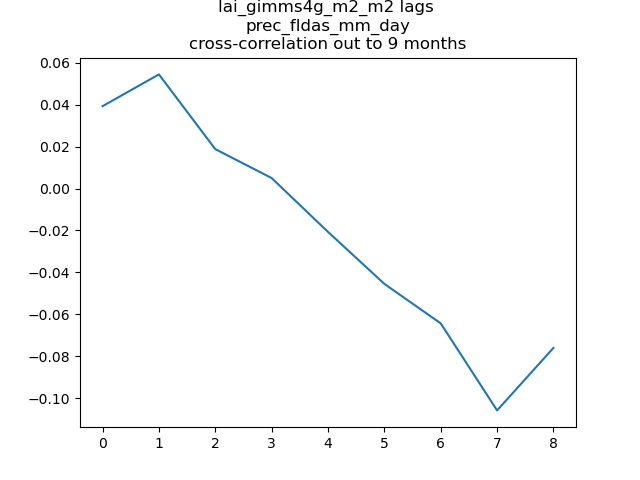 lai_gimms4g_m2_m2 lags
prec_fldas_mm_day
cross-correlation out to 9 months
0.06
0.04
0.02
0.00
−0.02
−0.04
−0.06
−0.08
−0.10
0 1 2 3 4 5 6 7 8